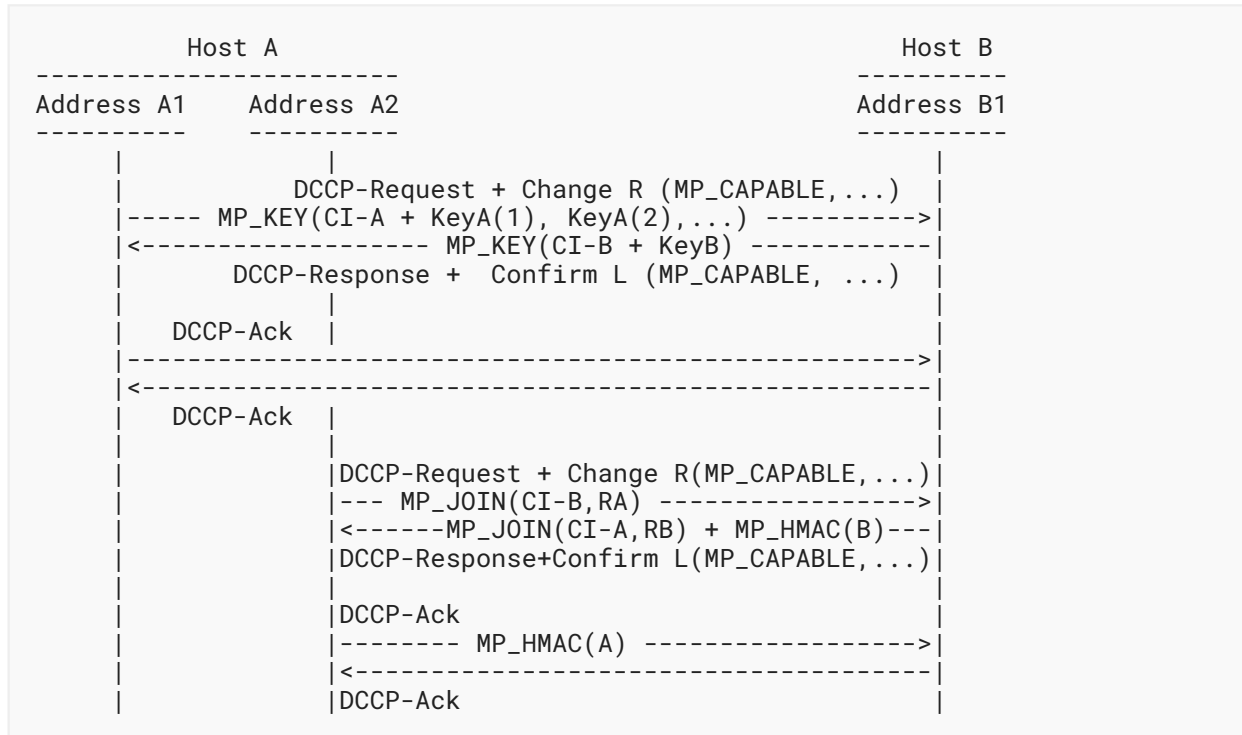 Host A                                         Host B
------------------------                              ----------
Address A1    Address A2                              Address B1
----------    ----------                              ----------
     |             |                                       |
     |           DCCP-Request + Change R (MP_CAPABLE,...)  |
     |----- MP_KEY(CI-A + KeyA(1), KeyA(2),...) ---------->|
     |<------------------- MP_KEY(CI-B + KeyB) ------------|
     |       DCCP-Response +  Confirm L (MP_CAPABLE, ...)  |
     |             |                                       |
     |   DCCP-Ack  |                                       |
     |---------------------------------------------------->|
     |<----------------------------------------------------|
     |   DCCP-Ack  |                                       |
     |             |                                       |
     |             |DCCP-Request + Change R(MP_CAPABLE,...)|
     |             |--- MP_JOIN(CI-B,RA) ----------------->|
     |             |<------MP_JOIN(CI-A,RB) + MP_HMAC(B)---|
     |             |DCCP-Response+Confirm L(MP_CAPABLE,...)|
     |             |                                       |
     |             |DCCP-Ack                               |
     |             |-------- MP_HMAC(A) ------------------>|
     |             |<--------------------------------------|
     |             |DCCP-Ack                               |